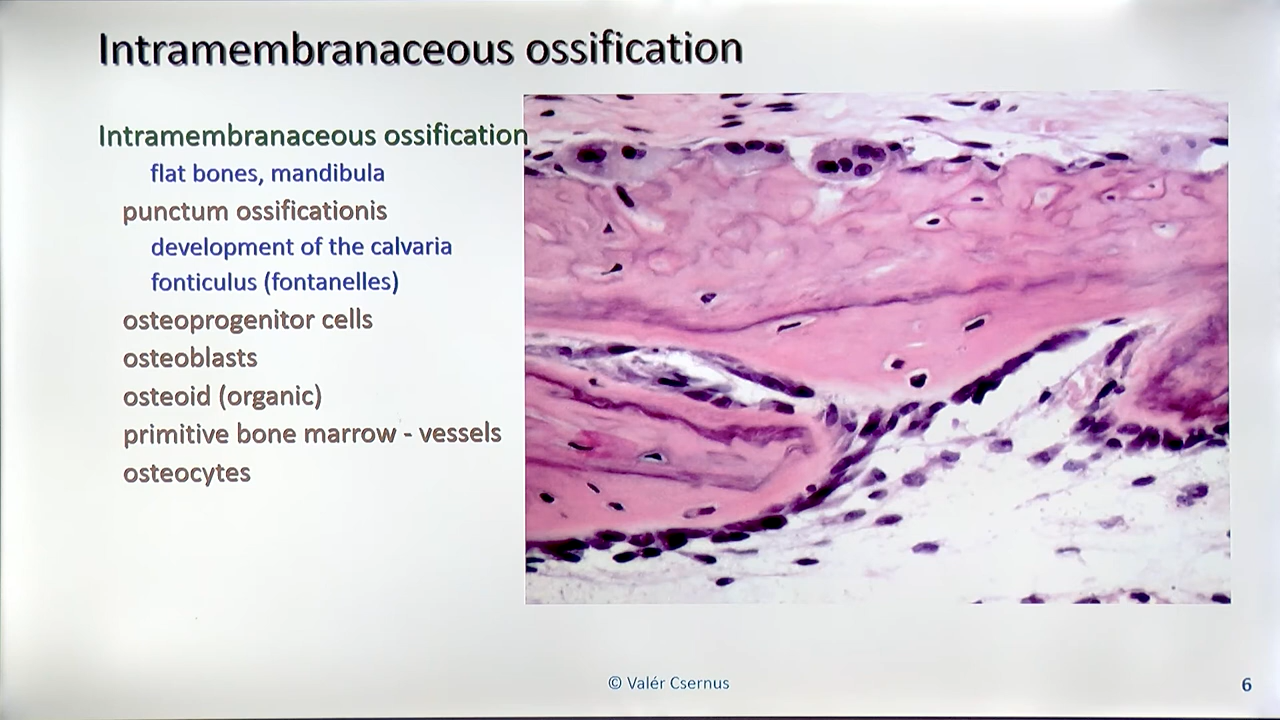 Intramembranaceous ossification
Intramembranaceous ossification
flat bones, mandibula
punctum ossificationis
development of the calvaria
fonticulus (fontanelles)
osteoprogenitor cells
osteoblasts
osteoid (organic)
primitive bone marrow - vessels
osteocytes
© Valér Csernus
6